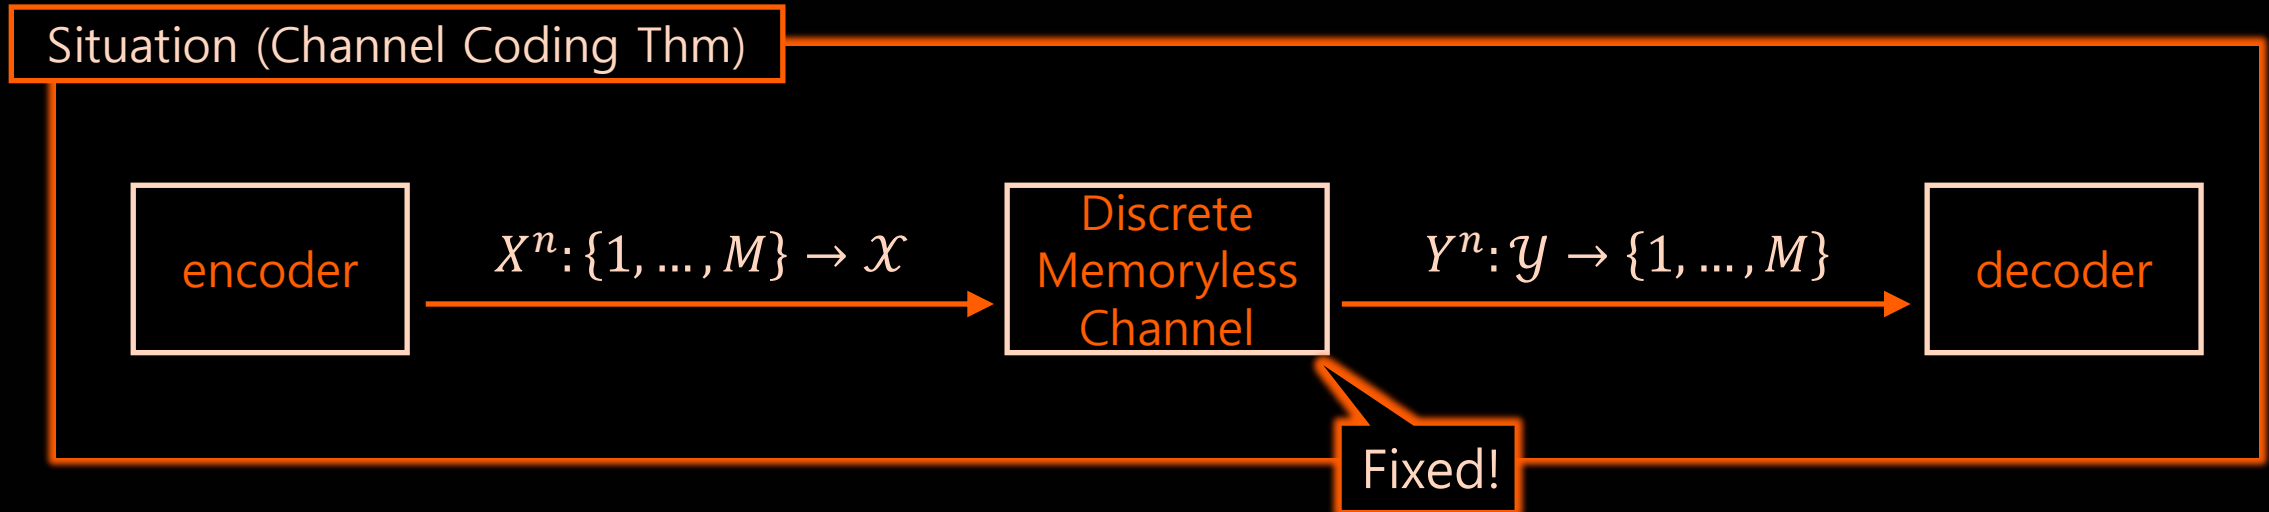 Situation (Channel Coding Thm)
encoder
Xⁿ: {1, ..., M} → 𝒳
Discrete
Memoryless
Channel
Yⁿ: 𝒴 → {1, ..., M}
decoder
Fixed!